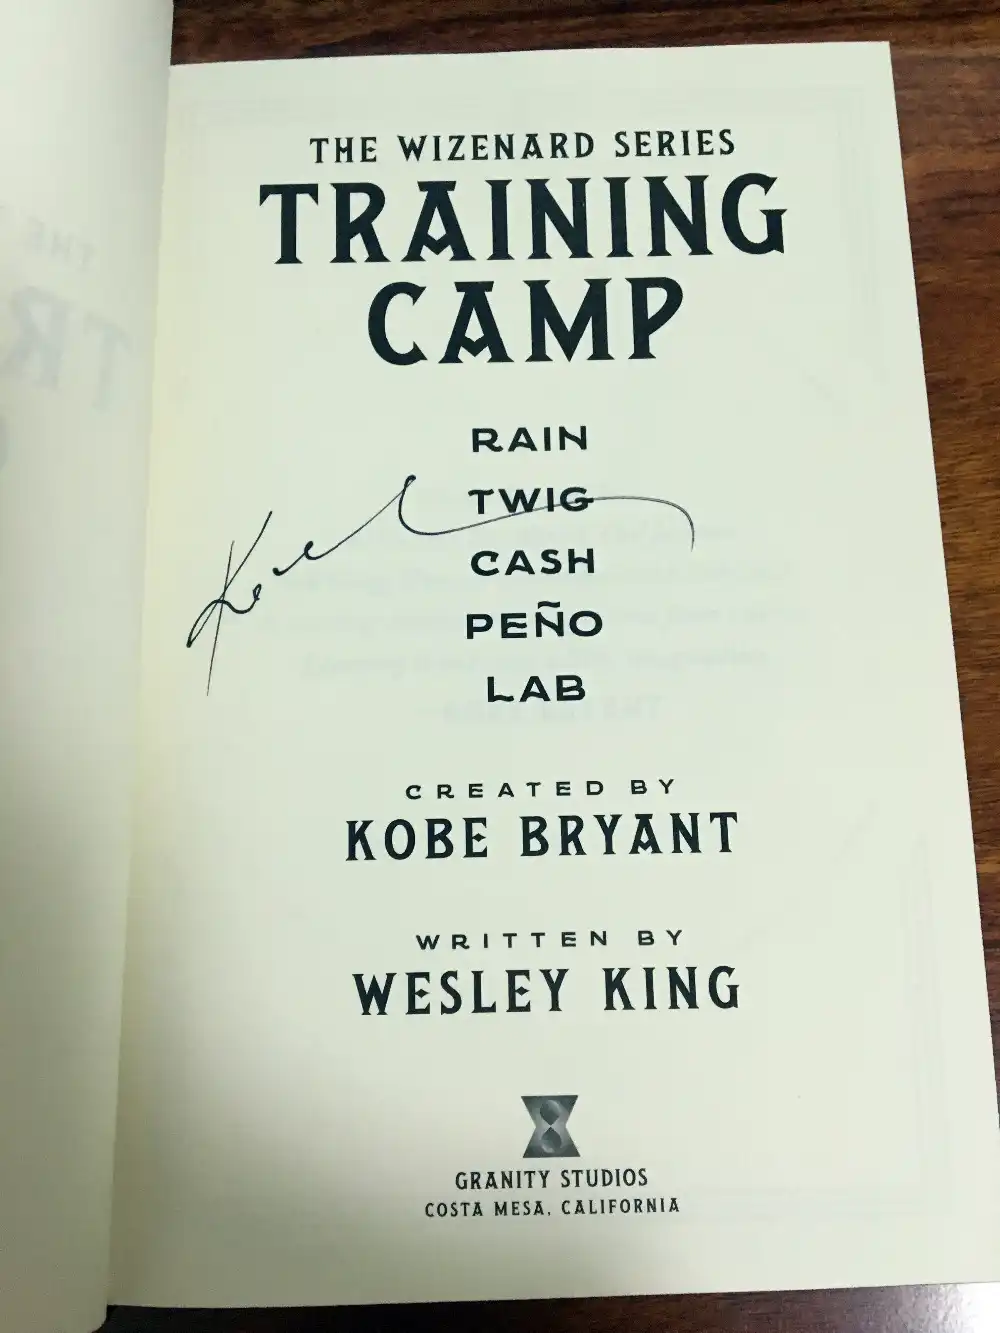 THE WIZENARD SERIES
TRAINING
CAMP
RAIN
TWIG
CASH
PEÑO
LAB
CREATED BY
KOBE BRYANT
WRITTEN BY
WESLEY KING
GRANITY STUDIOS
COSTA MESA, CALIFORNIA